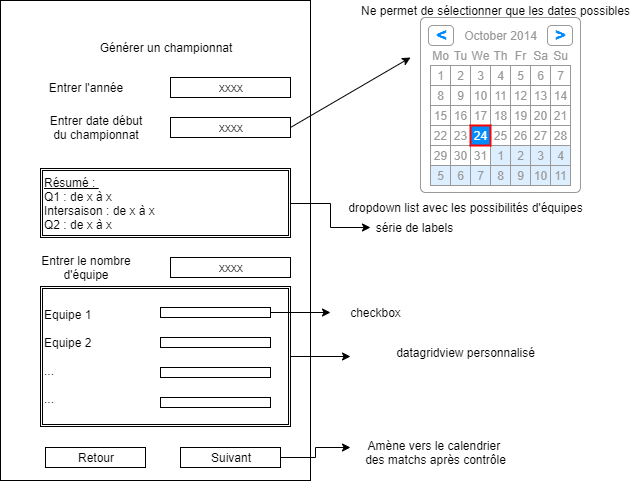 Ne permet de sélectionner que les dates possibles
Générer un championnat
Entrer l'année
xxxx
Entrer date début
du championnat
xxxx
< October 2014 >
Mo Tu We Th Fr Sa Su
1 2 3 4 5 6 7
8 9 10 11 12 13 14
15 16 17 18 19 20 21
22 23 24 25 26 27 28
29 30 31 1 2 3 4
5 6 7 8 9 10 11
Résumé :
Q1 : de x à x
Intersaison : de x à x
Q2 : de x à x
dropdown list avec les possibilités d'équipes
série de labels
Entrer le nombre
d'équipe
xxxx
Equipe 1
checkbox
Equipe 2
datagridview personnalisé
...
...
Retour
Suivant
Amène vers le calendrier
des matchs après contrôle